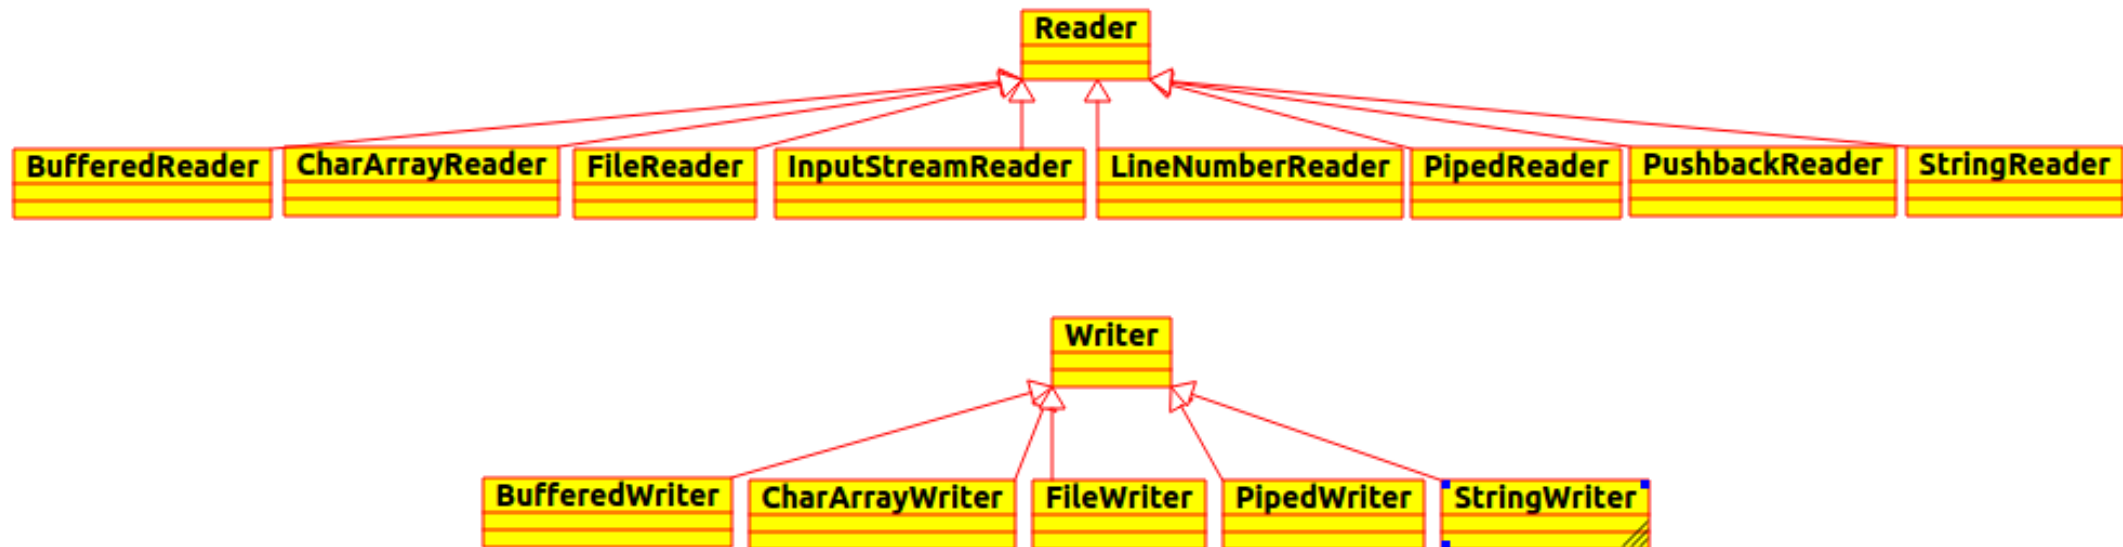 Reader
BufferedReader
CharArrayReader
FileReader
InputStreamReader
LineNumberReader
PipedReader
PushbackReader
StringReader
Writer
BufferedWriter
CharArrayWriter
FileWriter
PipedWriter
StringWriter